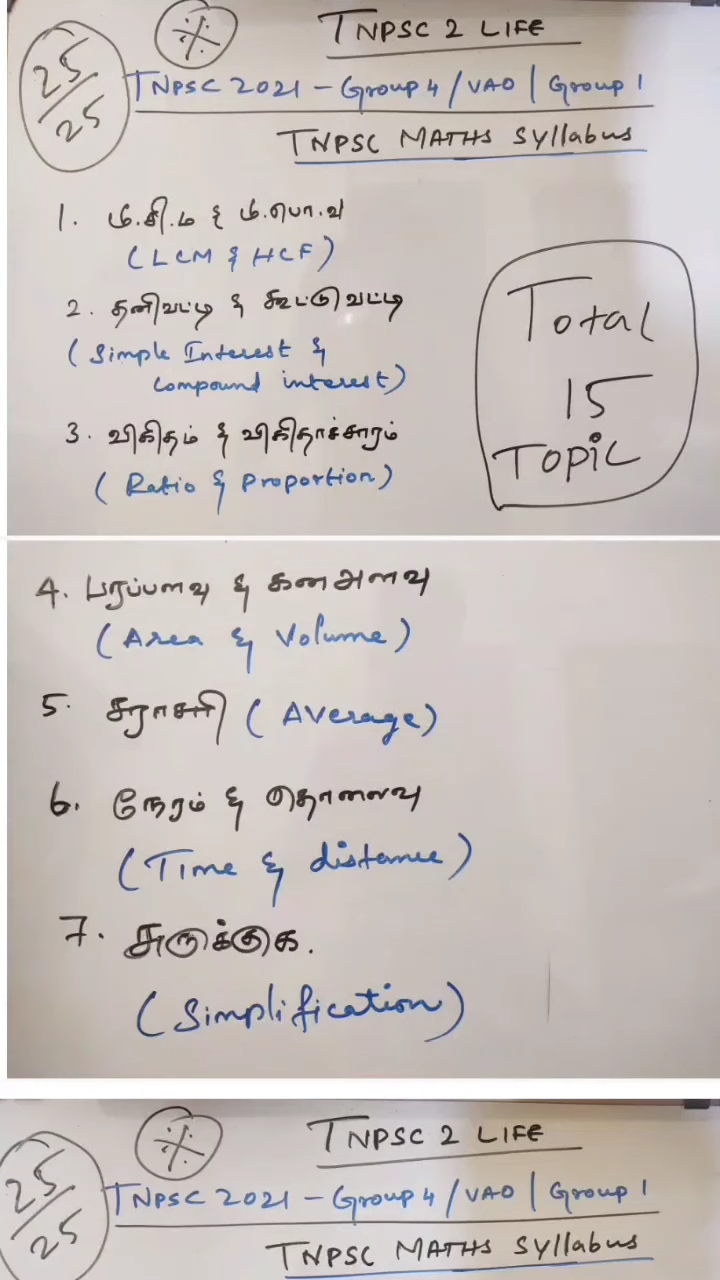 25/25
TNPSC 2 LIFE
TNPSC 2021 - Group 4 / VAO | Group 1
TNPSC MATHS Syllabus
1. மீ.சி.ம & மீ.பொ.வ
(LCM & HCF)
2. தனிவட்டி & கூட்டு வட்டி
(Simple Interest &
Compound interest)
3. விகிதம் & விகிதாச்சாரம்
(Ratio & Proportion)
Total
15
TOPIC
4. பரப்பளவு & கனஅளவு
(Area & Volume)
5. சராசரி (Average)
6. நேரம் & தொலைவு
(Time & distance)
7. சுருக்குக.
(Simplification)
25/25
TNPSC 2 LIFE
TNPSC 2021 - Group 4 / VAO | Group 1
TNPSC MATHS Syllabus